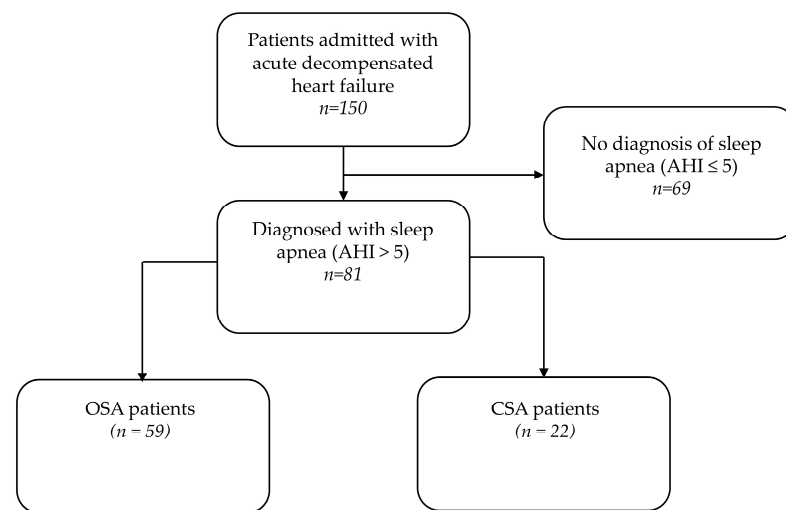 Patients admitted with
acute decompensated
heart failure
n=150
No diagnosis of sleep
apnea (AHI ≤ 5)
n=69
Diagnosed with sleep
apnea (AHI > 5)
n=81
OSA patients
(n = 59)
CSA patients
(n = 22)